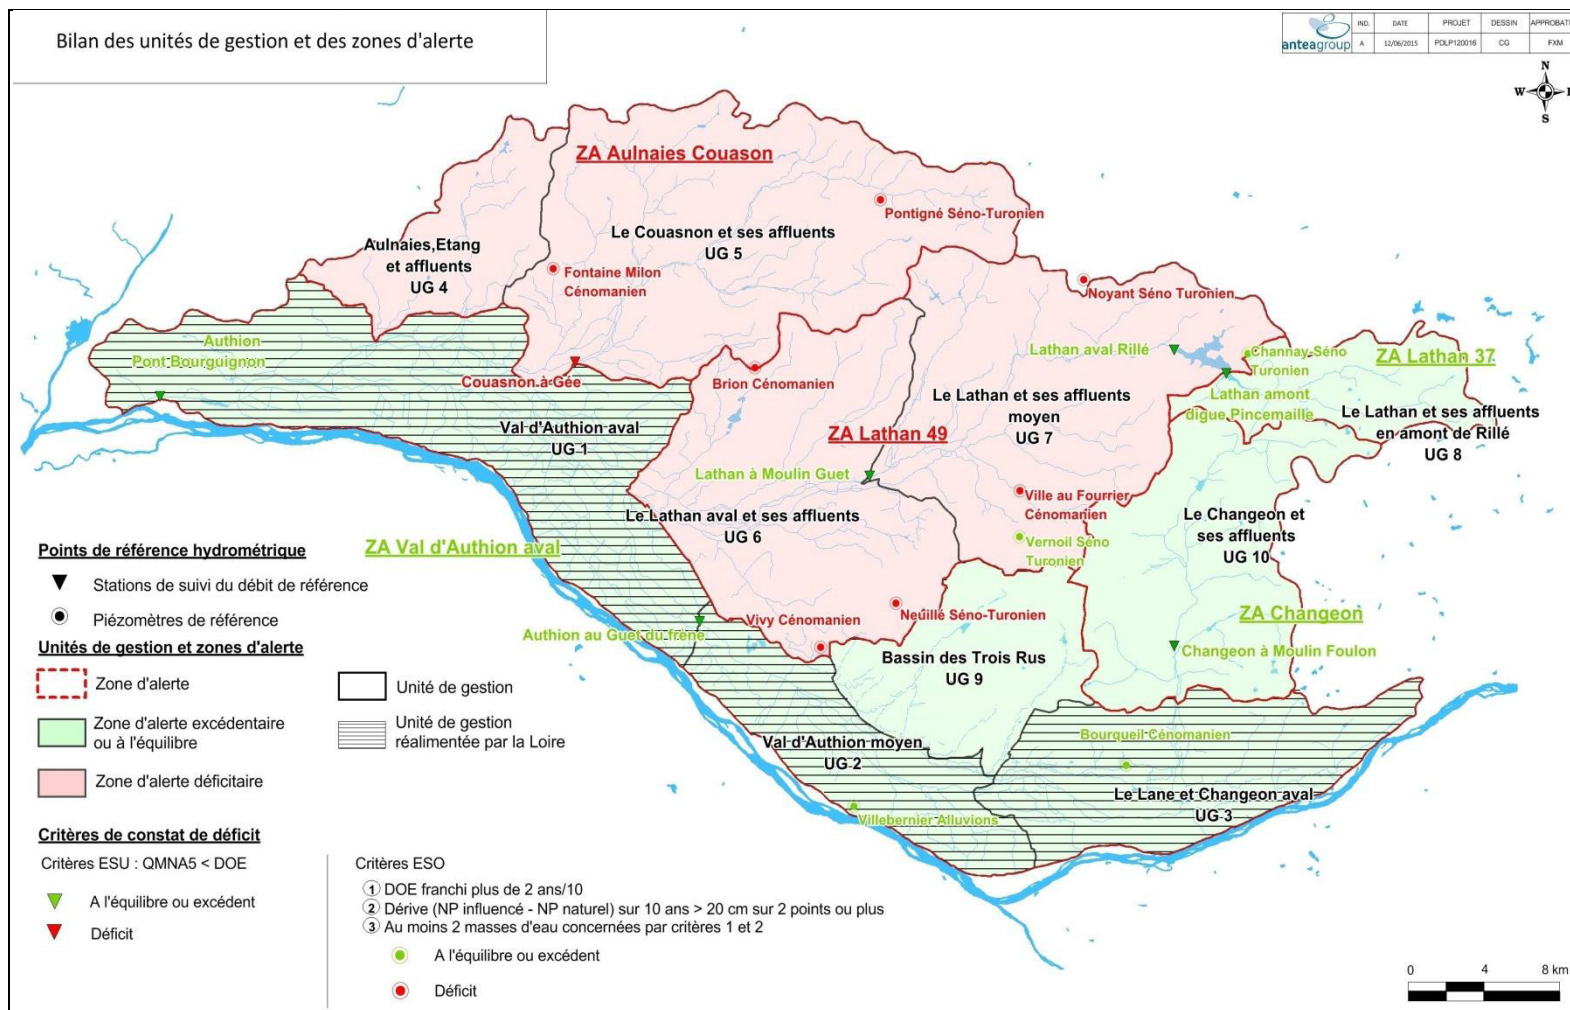 Bilan des unités de gestion et des zones d'alerte
anteagroup
IND. DATE PROJET DESSIN APPROBATI
A 12/06/2015 PDLP120016 CG FXM
N
W E
S
ZA Aulnaies Couason
Pontigné Séno-Turonien
Le Couasnon et ses affluents
UG 5
Aulnaies,Etang
et affluents
UG 4
Fontaine Milon
Cénomanien
Noyant Séno Turonien
Authion
Pont Bourguignon
Couasnon à Gée
Brion Cénomanien
Lathan aval Rillé
Channay Séno
Turonien
ZA Lathan 37
Lathan amont
digue Pincemaille
Le Lathan et ses affluents
moyen
UG 7
Le Lathan et ses affluents
en amont de Rillé
UG 8
Val d'Authion aval
UG 1
ZA Lathan 49
Lathan à Moulin Guet
Ville au Fourrier
Cénomanien
Le Lathan aval et ses affluents
UG 6
Le Changeon et
ses affluents
UG 10
Vernoil Séno
Turonien
ZA Val d'Authion aval
Neuillé Séno-Turonien
Vivy Cénomanien
Authion au Guet du frêne
ZA Changeon
Changeon à Moulin Foulon
Bassin des Trois Rus
UG 9
Val d'Authion moyen
UG 2
Bourqueil Cénomanien
Le Lane et Changeon aval
UG 3
Villebernier Alluvions
Points de référence hydrométrique
Stations de suivi du débit de référence
Piézomètres de référence
Unités de gestion et zones d'alerte
Zone d'alerte
Unité de gestion
Zone d'alerte excédentaire
ou à l'équilibre
Unité de gestion
réalimentée par la Loire
Zone d'alerte déficitaire
Critères de constat de déficit
Critères ESU : QMNA5 < DOE
A l'équilibre ou excédent
Déficit
Critères ESO
1 DOE franchi plus de 2 ans/10
2 Dérive (NP influencé - NP naturel) sur 10 ans > 20 cm sur 2 points ou plus
3 Au moins 2 masses d'eau concernées par critères 1 et 2
A l'équilibre ou excédent
Déficit
0 4 8 km